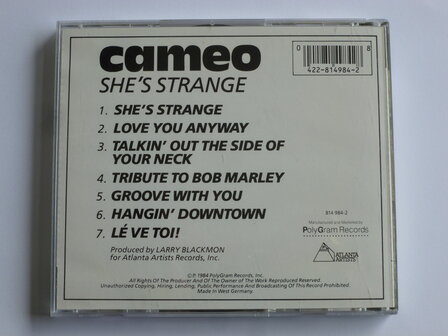 cameo
SHE'S STRANGE
0 8
422-814984-2
1. SHE'S STRANGE
2. LOVE YOU ANYWAY
3. TALKIN' OUT THE SIDE OF
YOUR NECK
4. TRIBUTE TO BOB MARLEY
5. GROOVE WITH YOU
6. HANGIN' DOWNTOWN
7. LÉ VE TOI!
814 984-2
Manufactured and Marketed by
PolyGram Records
ATLANTA
ARTISTS
Produced by LARRY BLACKMON
for Atlanta Artists Records, Inc.
©℗ 1984 PolyGram Records, Inc.
All Rights Of The Producer And Of The Owner Of The Work Reproduced Reserved.
Unauthorized Copying, Hiring, Lending, Public Performance And Broadcasting Of This Record Prohibited.
Made In West Germany.